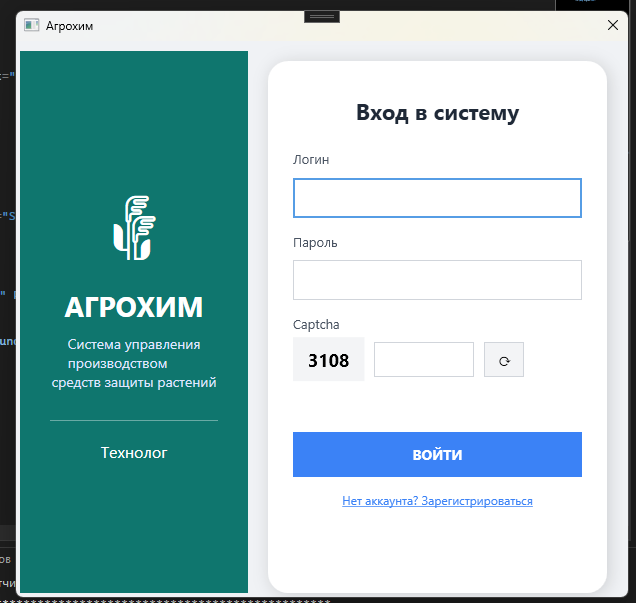 Агрохим
АГРОХИМ
Система управления
производством
средств защиты растений
Технолог
Вход в систему
Логин
Пароль
Captcha
3108
ВОЙТИ
Нет аккаунта? Зарегистрироваться